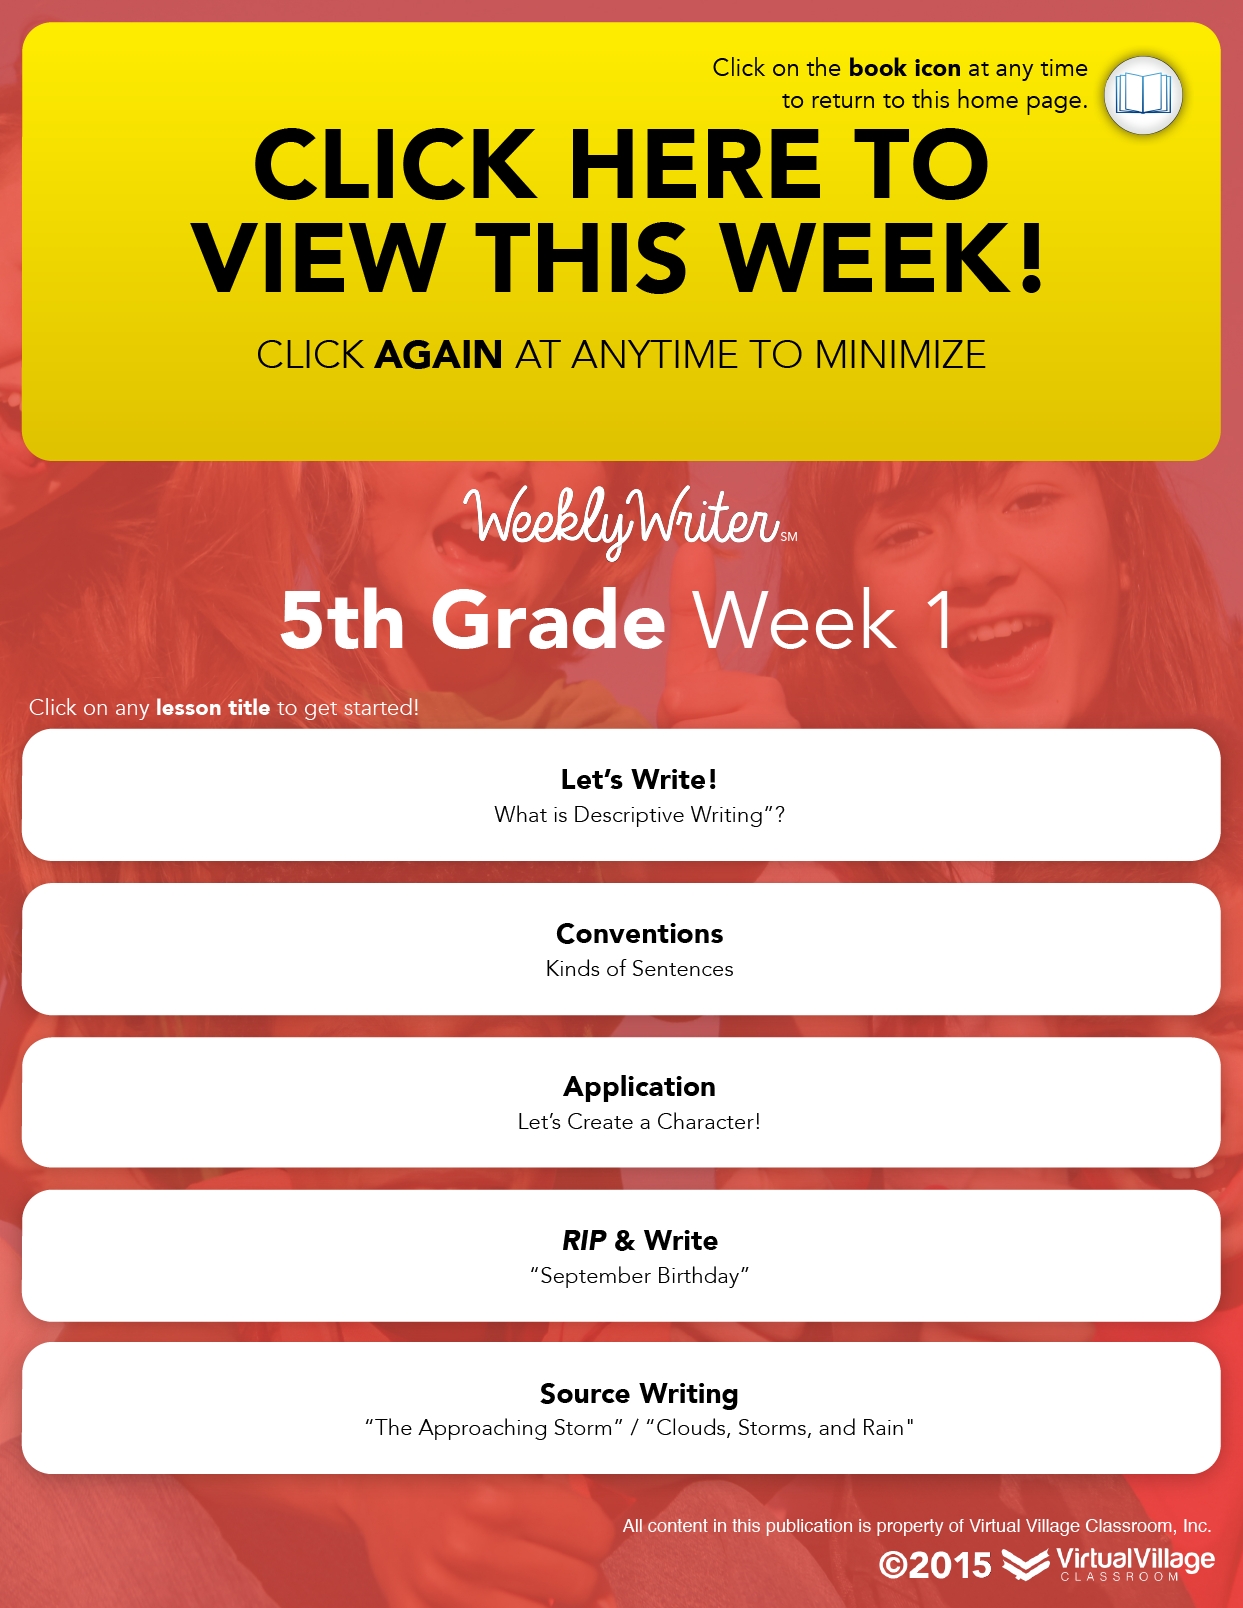 Click on the book icon at any time
to return to this home page.
CLICK HERE TO
VIEW THIS WEEK!
CLICK AGAIN AT ANYTIME TO MINIMIZE
WeeklyWriter SM
5th Grade Week 1
Click on any lesson title to get started!
Let’s Write!
What is Descriptive Writing”?
Conventions
Kinds of Sentences
Application
Let’s Create a Character!
RIP & Write
“September Birthday”
Source Writing
“The Approaching Storm” / “Clouds, Storms, and Rain"
All content in this publication is property of Virtual Village Classroom, Inc.
©2015 VirtualVillage
CLASSROOM